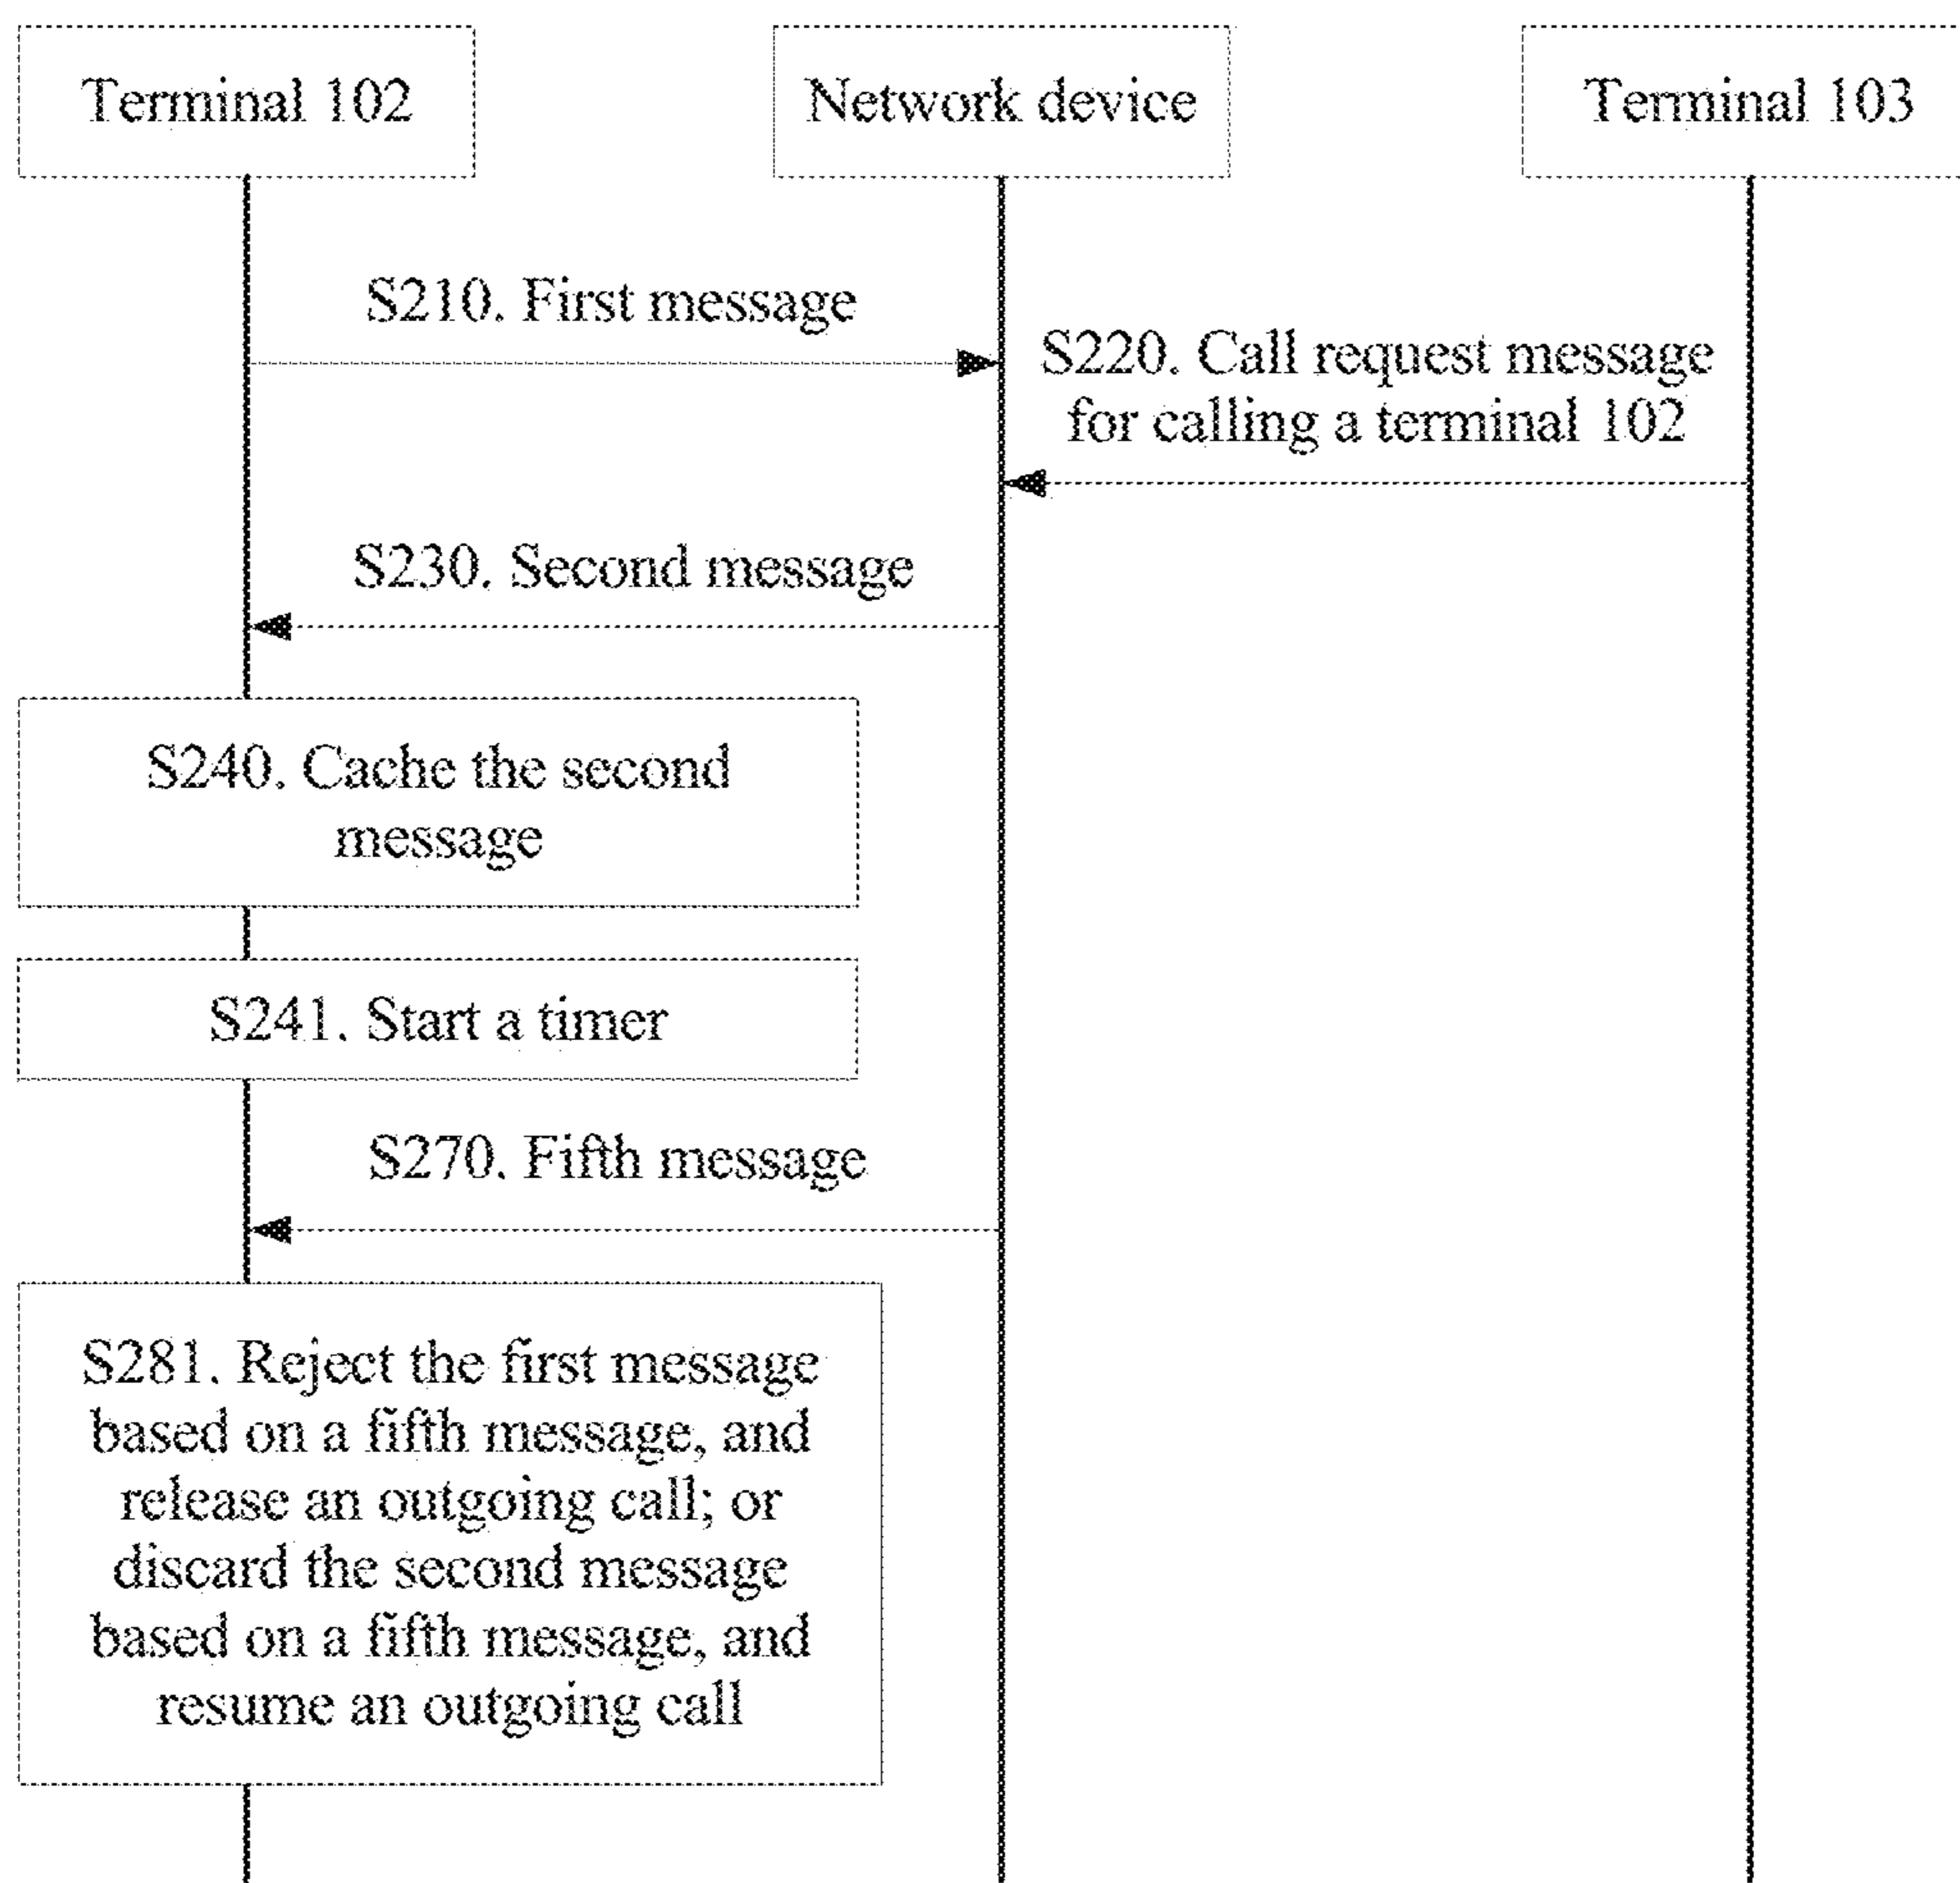 Terminal 102
Network device
Terminal 103
S210. First message
S220. Call request message
for calling a terminal 102
S230. Second message
S240. Cache the second
message
S241. Start a timer
S270. Fifth message
S281. Reject the first message
based on a fifth message, and
release an outgoing call; or
discard the second message
based on a fifth message, and
resume an outgoing call